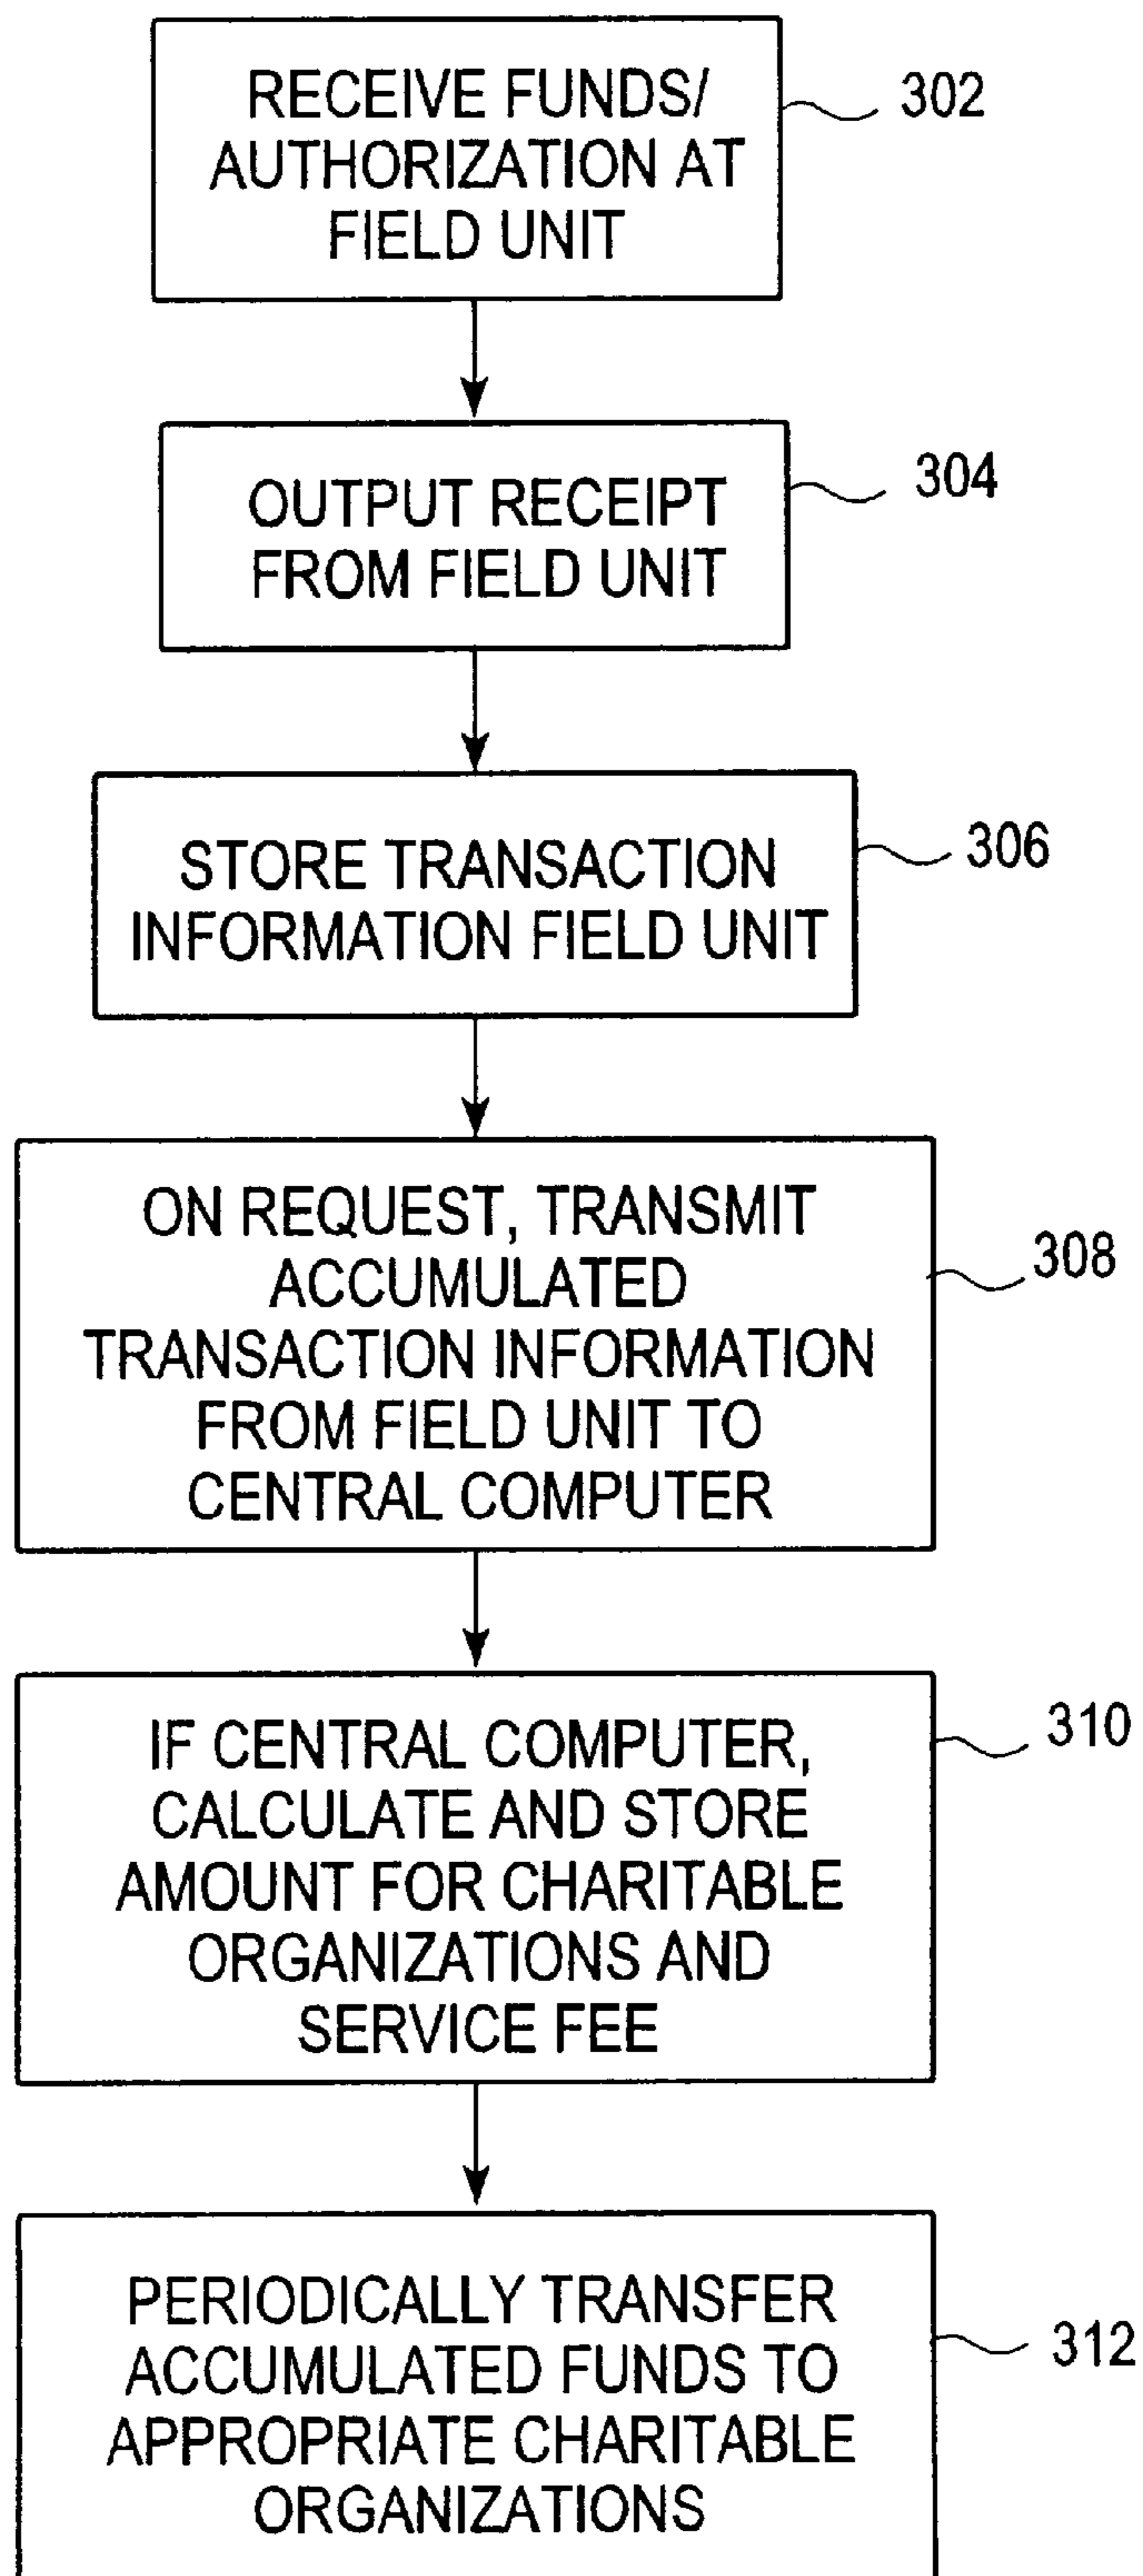 RECEIVE FUNDS/
AUTHORIZATION AT
FIELD UNIT
302
OUTPUT RECEIPT
FROM FIELD UNIT
304
STORE TRANSACTION
INFORMATION FIELD UNIT
306
ON REQUEST, TRANSMIT
ACCUMULATED
TRANSACTION INFORMATION
FROM FIELD UNIT TO
CENTRAL COMPUTER
308
IF CENTRAL COMPUTER,
CALCULATE AND STORE
AMOUNT FOR CHARITABLE
ORGANIZATIONS AND
SERVICE FEE
310
PERIODICALLY TRANSFER
ACCUMULATED FUNDS TO
APPROPRIATE CHARITABLE
ORGANIZATIONS
312